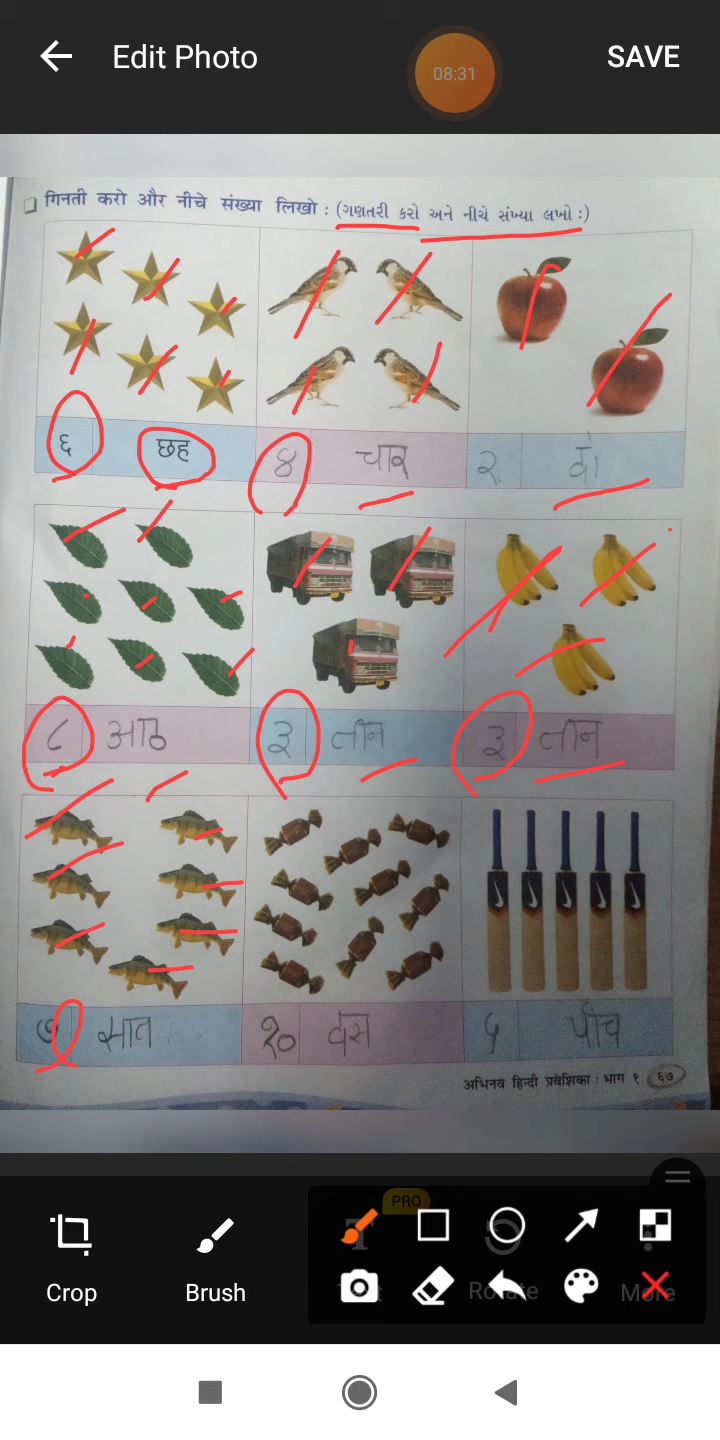 Edit Photo
08:31
SAVE
गिनती करो और नीचे संख्या लिखो : (ગણતરી કરો અને નીચે સંખ્યા લખો :)
६ छह ४ चार २ दो
८ आठ ३ तीन ३ तीन
७ सात १० दस ५ पाँच
अभिनव हिन्दी प्रवेशिका : भाग १ ६७
PRO
Crop
Brush
Rotate
More